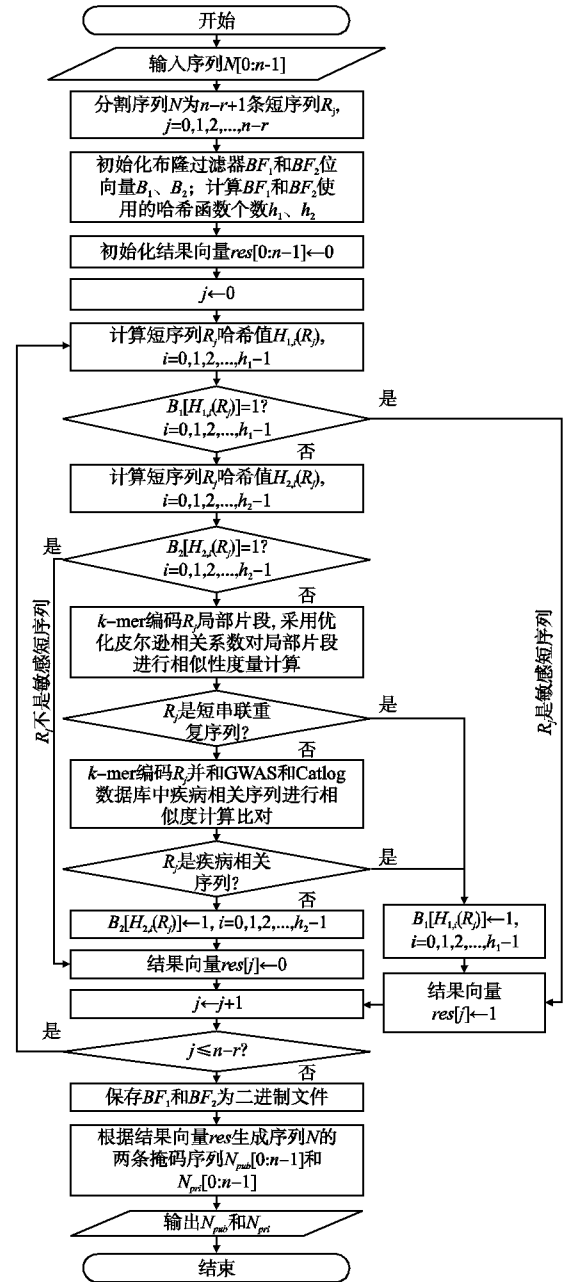 开始
输入序列N[0:n-1]
分割序列N为n−r+1条短序列Rj,
j=0,1,2,...,n−r
初始化布隆过滤器BF1和BF2位
向量B1、B2；计算BF1和BF2使
用的哈希函数个数h1、h2
初始化结果向量res[0:n−1]←0
j←0
计算短序列Rj哈希值H1,i(Rj),
i=0,1,2,...,h1−1
B1[H1,i(Rj)]=1?
i=0,1,2,...,h1−1
是
否
计算短序列Rj哈希值H2,i(Rj),
i=0,1,2,...,h2−1
B2[H2,i(Rj)]=1?
i=0,1,2,...,h2−1
是
否
Rj不是敏感短序列
Rj是敏感短序列
k−mer编码Rj局部片段, 采用优
化皮尔逊相关系数对局部片段
进行相似性度量计算
Rj是短串联重
复序列?
是
否
k−mer编码Rj并和GWAS和Catlog
数据库中疾病相关序列进行相
似度计算比对
Rj是疾病相关
序列?
是
否
B2[H2,i(Rj)]←1, i=0,1,2,...,h2−1
B1[H1,i(Rj)]←1,
i=0,1,2,...,h1−1
结果向量res[j]←0
结果向量
res[j]←1
j←j+1
j≤n−r?
是
否
保存BF1和BF2为二进制文件
根据结果向量res生成序列N的
两条掩码序列Npub[0:n−1]和
Npri[0:n−1]
输出Npub和Npri
结束